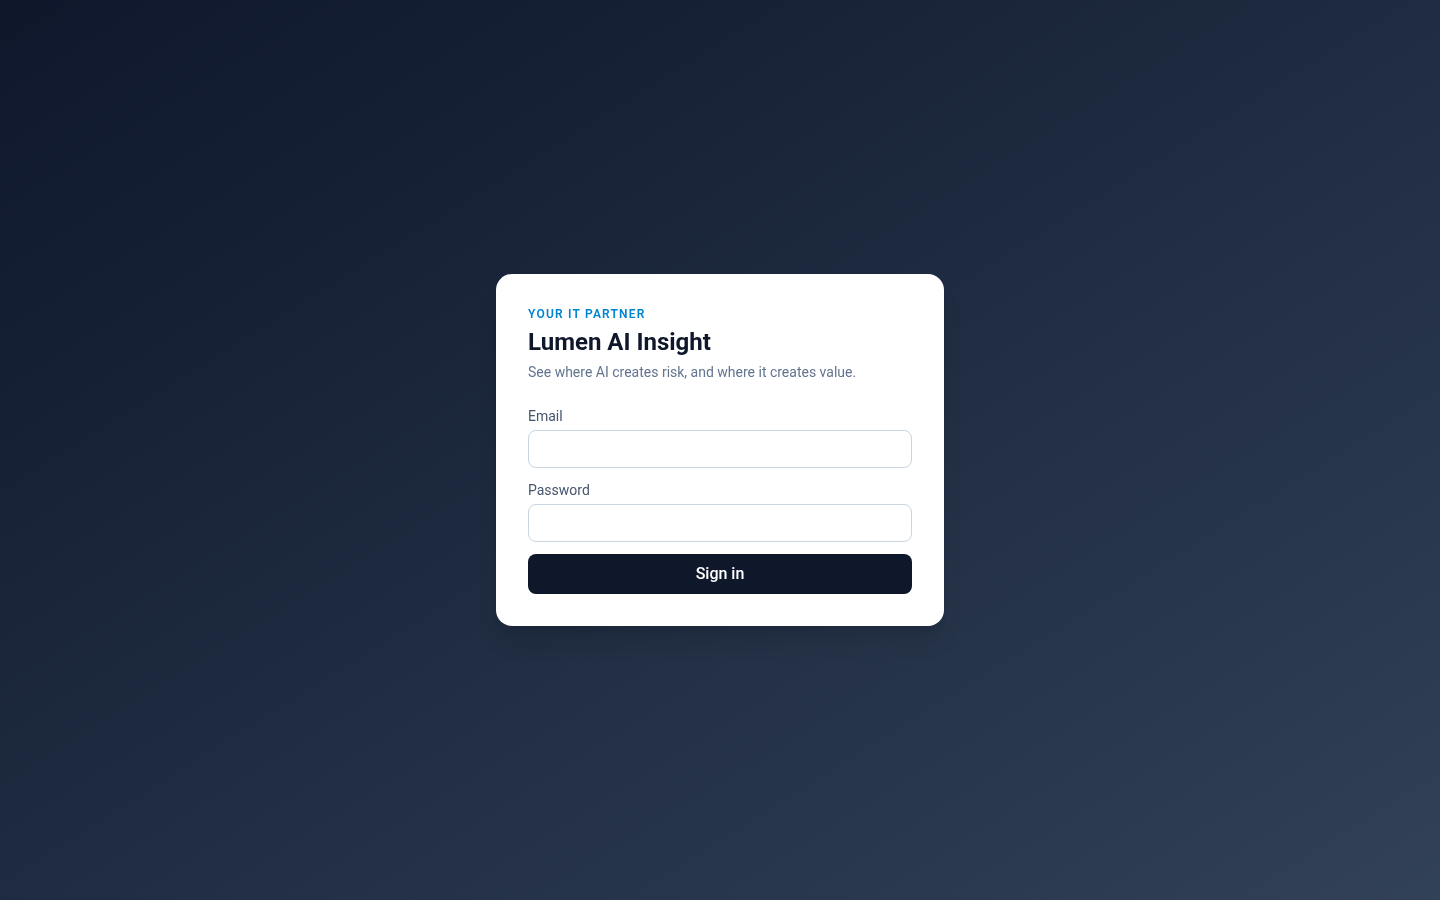 YOUR IT PARTNER
Lumen AI Insight
See where AI creates risk, and where it creates value.
Email
Password
Sign in